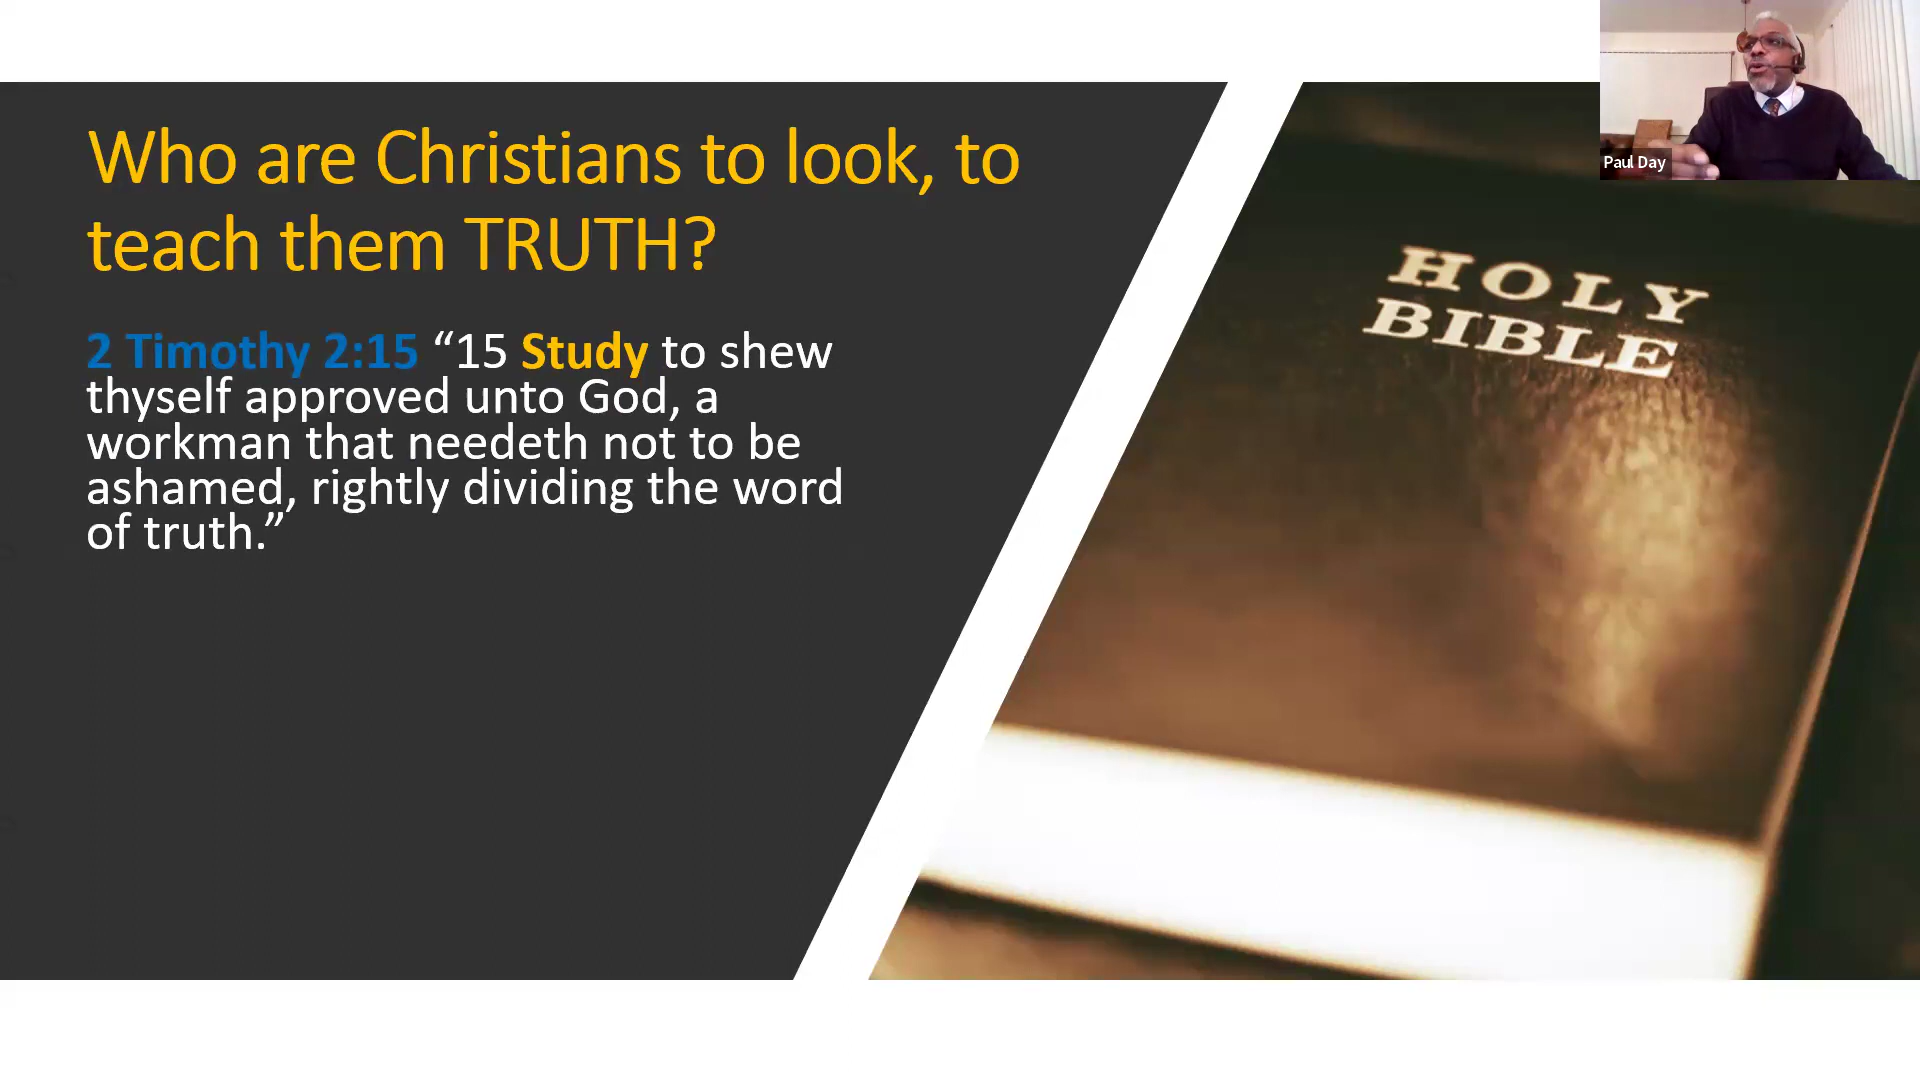 Who are Christians to look, to
teach them TRUTH?
2 Timothy 2:15 “15 Study to shew
thyself approved unto God, a
workman that needeth not to be
ashamed, rightly dividing the word
of truth.”
HOLY
BIBLE
Paul Day